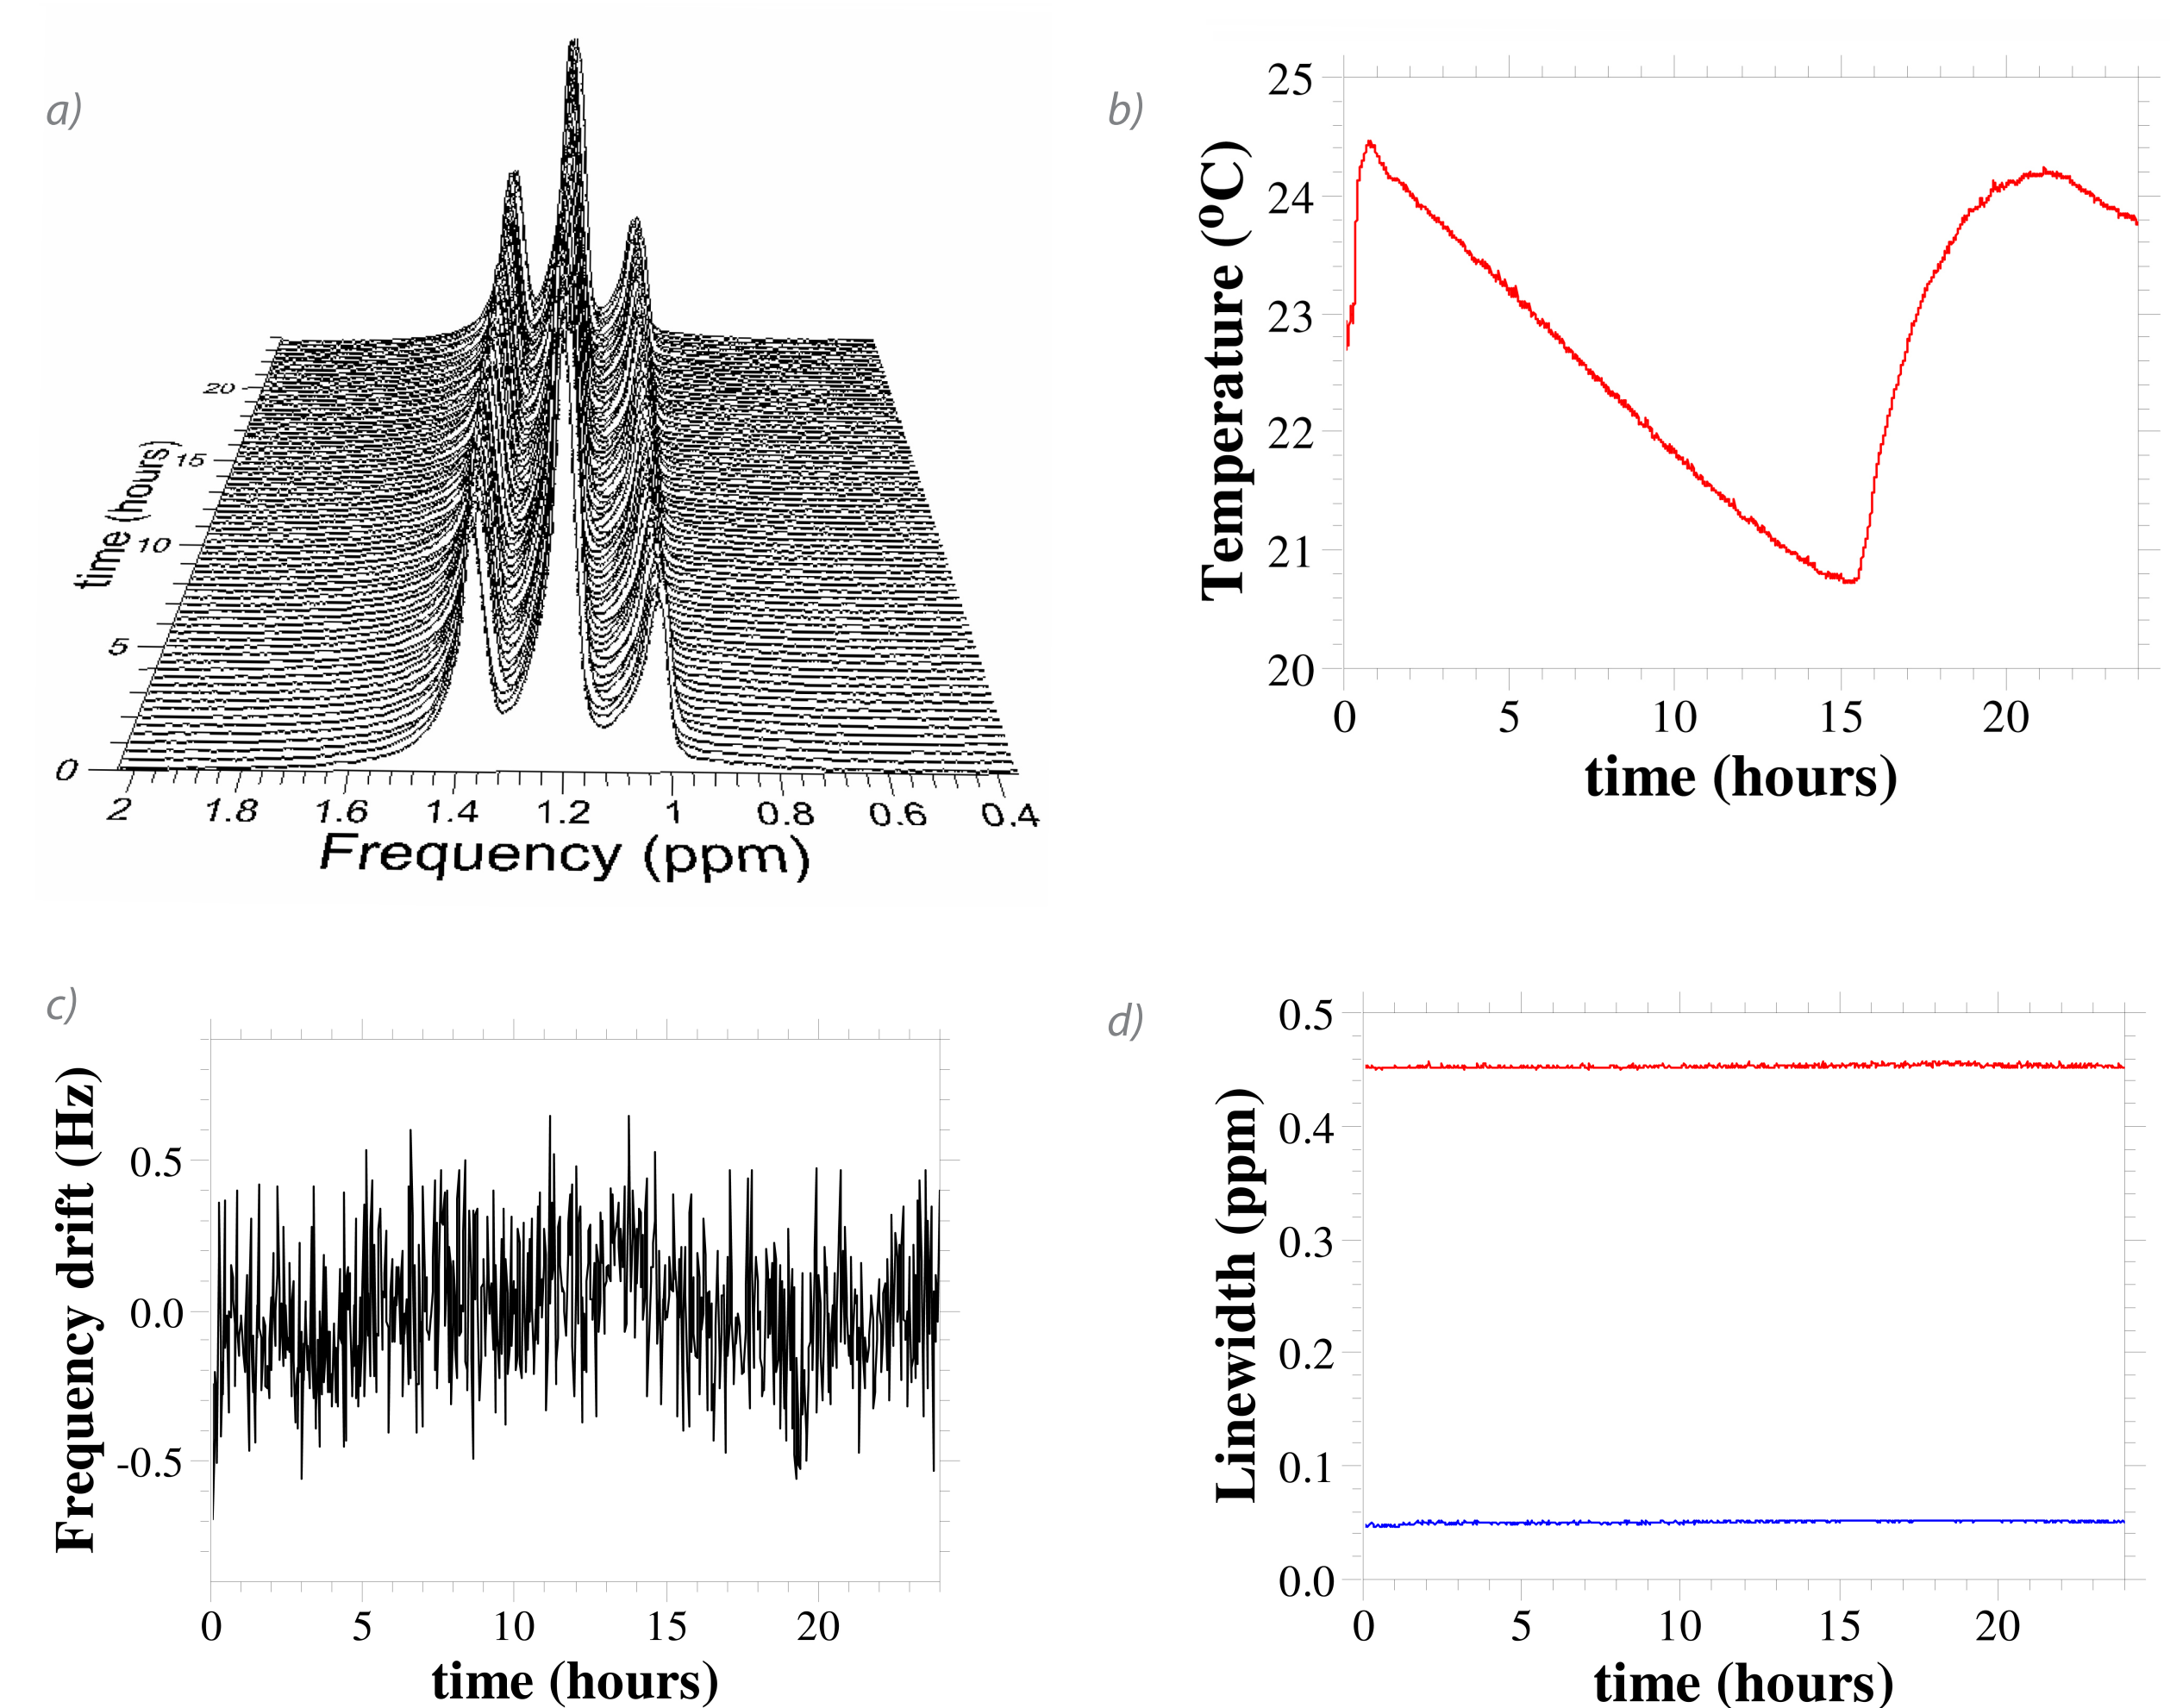 a)
20
15
10
5
0
time (hours)
2 1.8 1.6 1.4 1.2 1 0.8 0.6 0.4
Frequency (ppm)
b)
25
24
23
22
21
20
Temperature (°C)
0 5 10 15 20
time (hours)
c)
0.5
0.0
-0.5
Frequency drift (Hz)
0 5 10 15 20
time (hours)
d)
0.5
0.4
0.3
0.2
0.1
0.0
Linewidth (ppm)
0 5 10 15 20
time (hours)